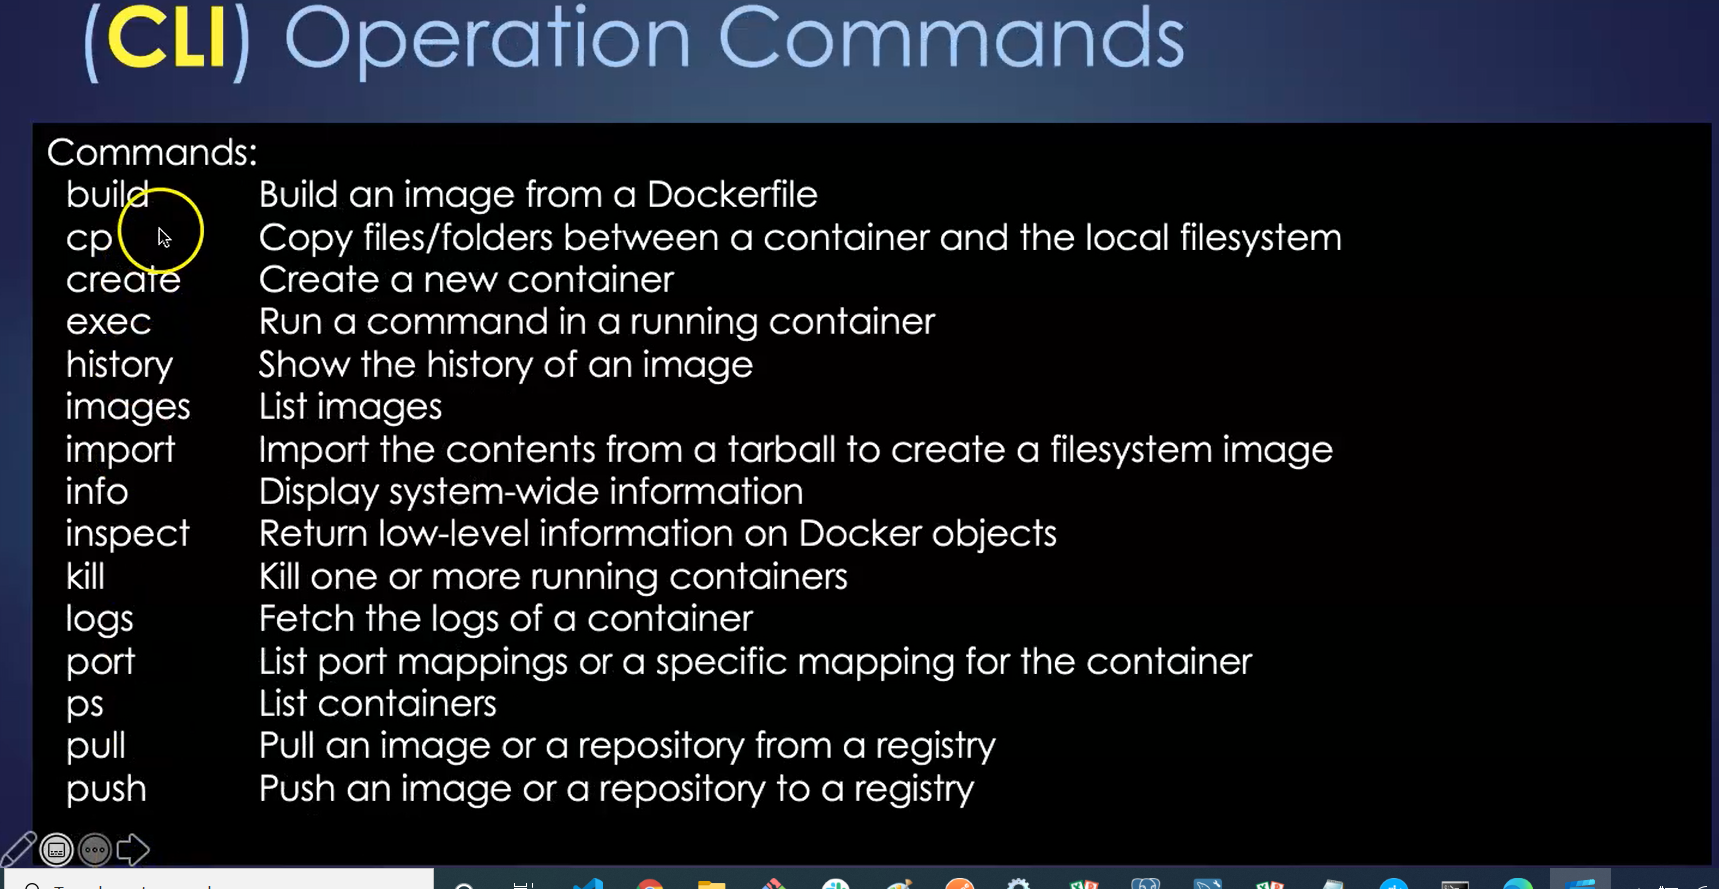 (CLI) Operation Commands
Commands:
build Build an image from a Dockerfile
cp Copy files/folders between a container and the local filesystem
create Create a new container
exec Run a command in a running container
history Show the history of an image
images List images
import Import the contents from a tarball to create a filesystem image
info Display system-wide information
inspect Return low-level information on Docker objects
kill Kill one or more running containers
logs Fetch the logs of a container
port List port mappings or a specific mapping for the container
ps List containers
pull Pull an image or a repository from a registry
push Push an image or a repository to a registry